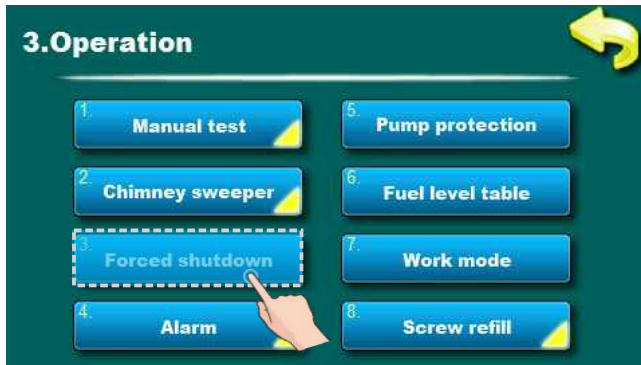 3.Operation
1.
Manual test
2.
Chimney sweeper
3.
Forced shutdown
4.
Alarm
5.
Pump protection
6.
Fuel level table
7.
Work mode
8.
Screw refill